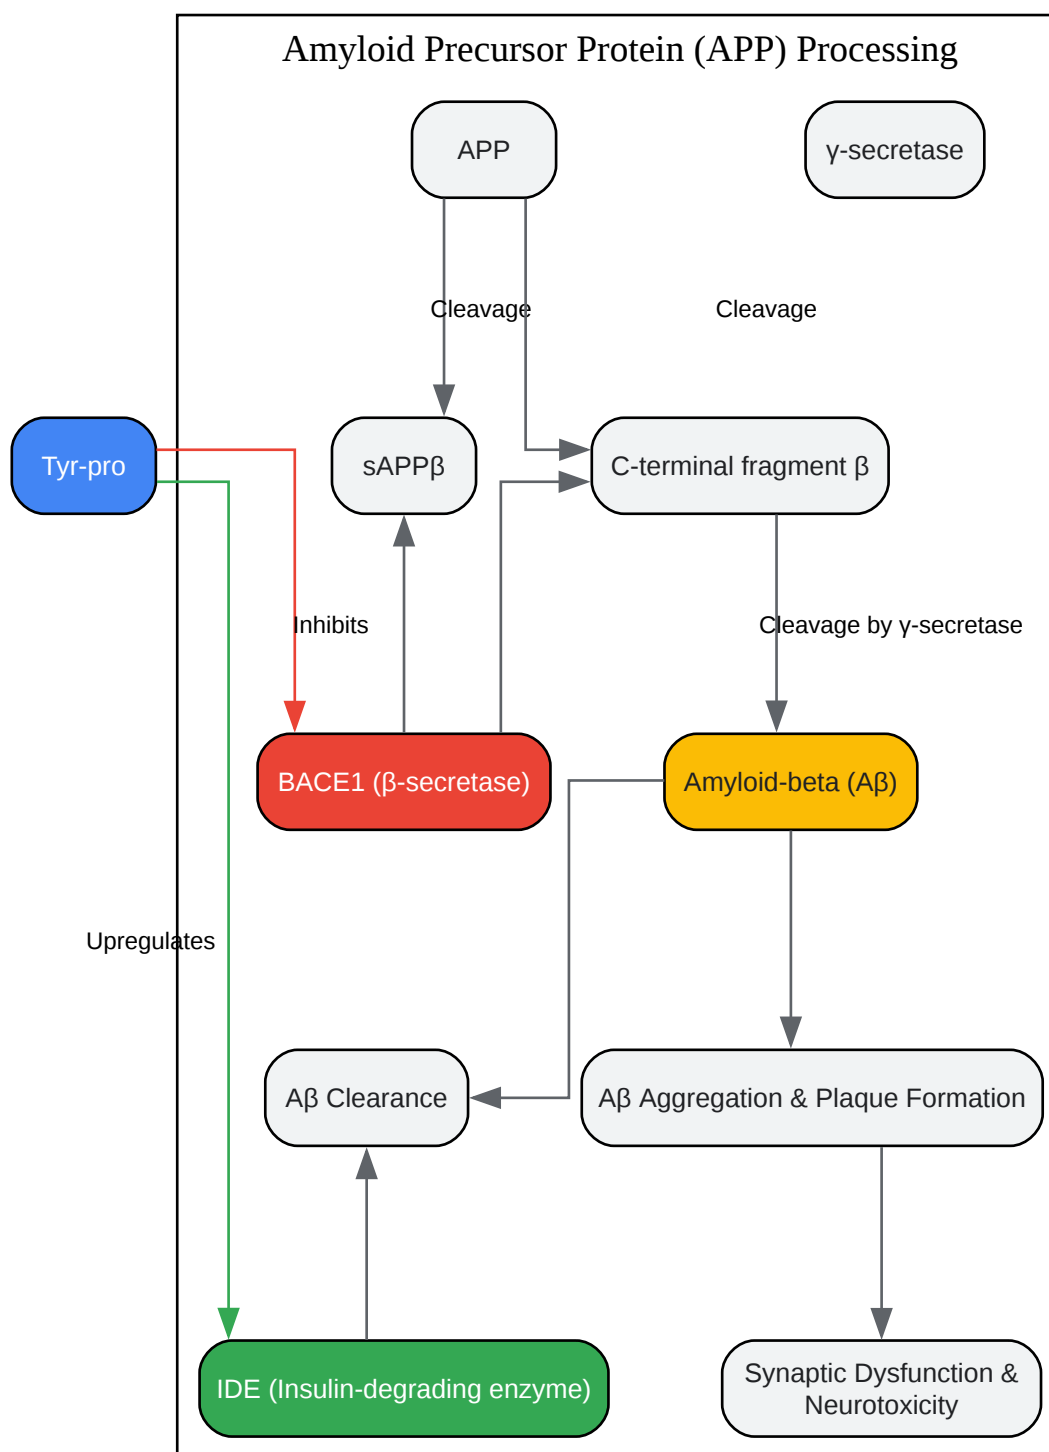 Amyloid Precursor Protein (APP) Processing
APP
γ-secretase
Cleavage
Cleavage
Tyr-pro
sAPPβ
C-terminal fragment β
Inhibits
Cleavage by γ-secretase
BACE1 (β-secretase)
Amyloid-beta (Aβ)
Upregulates
Aβ Clearance
Aβ Aggregation & Plaque Formation
IDE (Insulin-degrading enzyme)
Synaptic Dysfunction &
Neurotoxicity